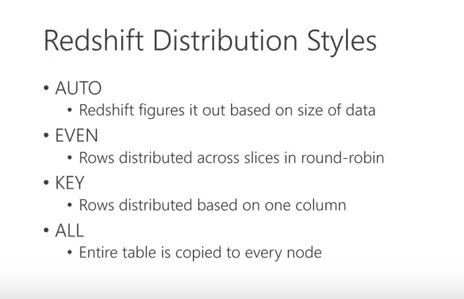 Redshift Distribution Styles
• AUTO
• Redshift figures it out based on size of data
• EVEN
• Rows distributed across slices in round-robin
• KEY
• Rows distributed based on one column
• ALL
• Entire table is copied to every node